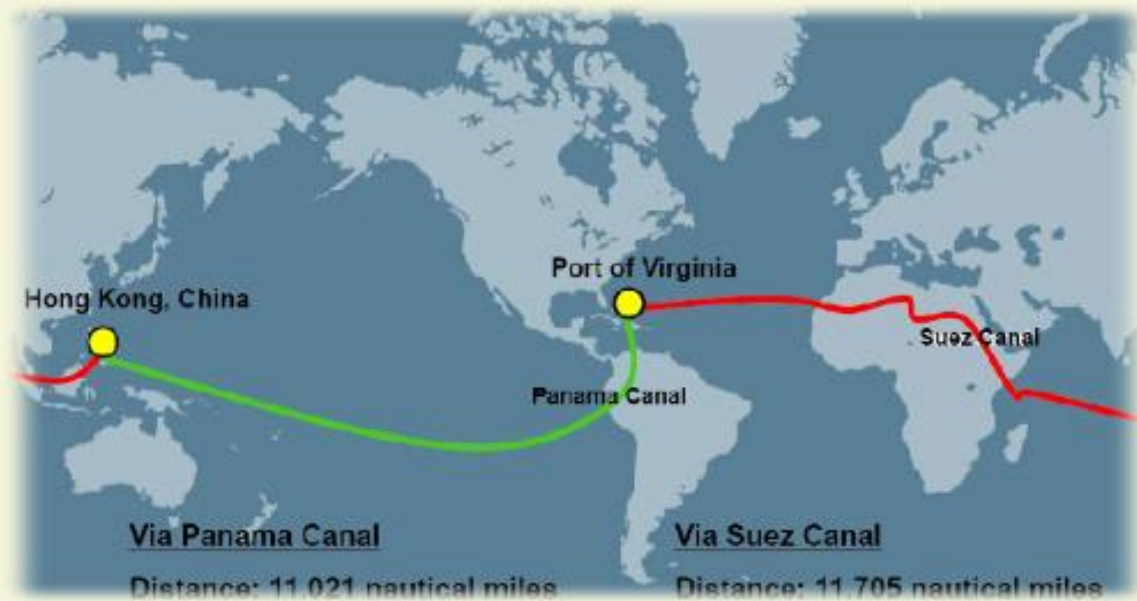 Port of Virginia
Hong Kong, China
Suez Canal
Panama Canal
Via Panama Canal
Distance: 11,021 nautical miles
Via Suez Canal
Distance: 11,705 nautical miles